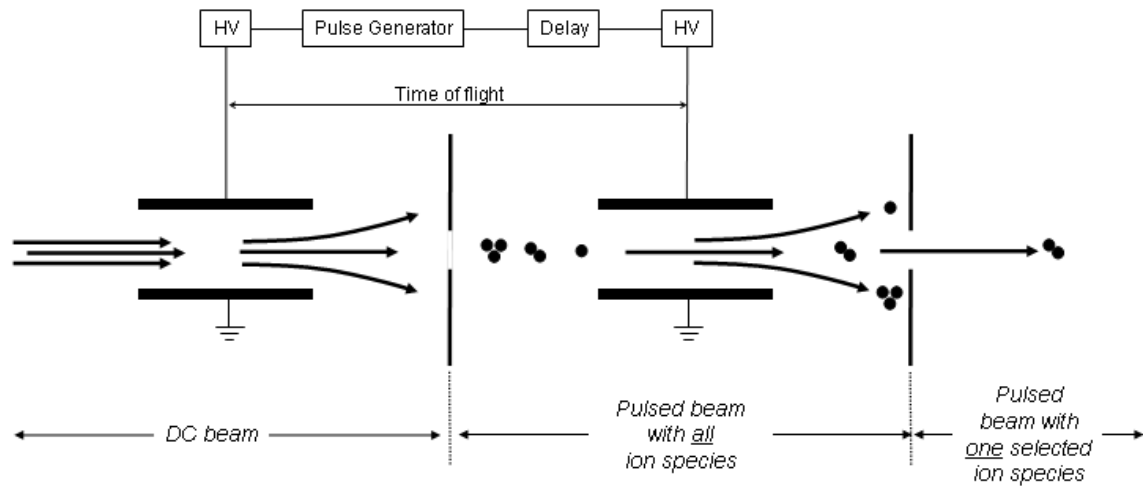 HV
Pulse Generator
Delay
HV
Time of flight
DC beam
Pulsed beam
with all
ion species
Pulsed
beam with
one selected
ion species